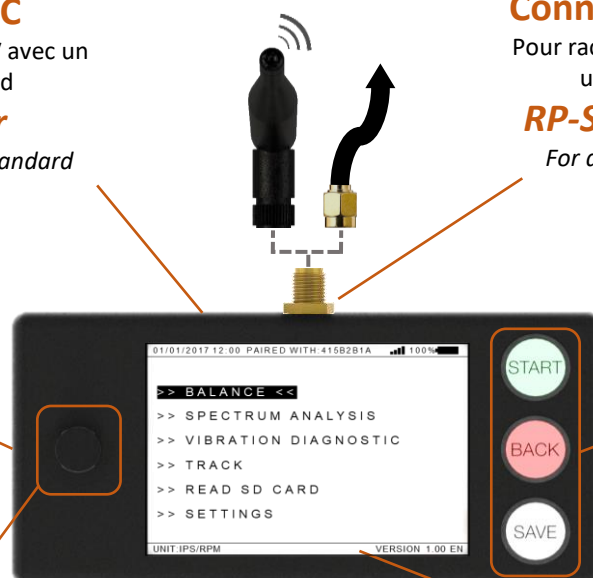 C
avec un
Conn
Pour
RP-S
andard
For
01/01/2017 12:00 PAIRED WITH:415B2B1A 100%
>> BALANCE <<
>> SPECTRUM ANALYSIS
>> VIBRATION DIAGNOSTIC
>> TRACK
>> READ SD CARD
>> SETTINGS
UNIT:IPS/RPM VERSION 1.00 EN
START
BACK
SAVE